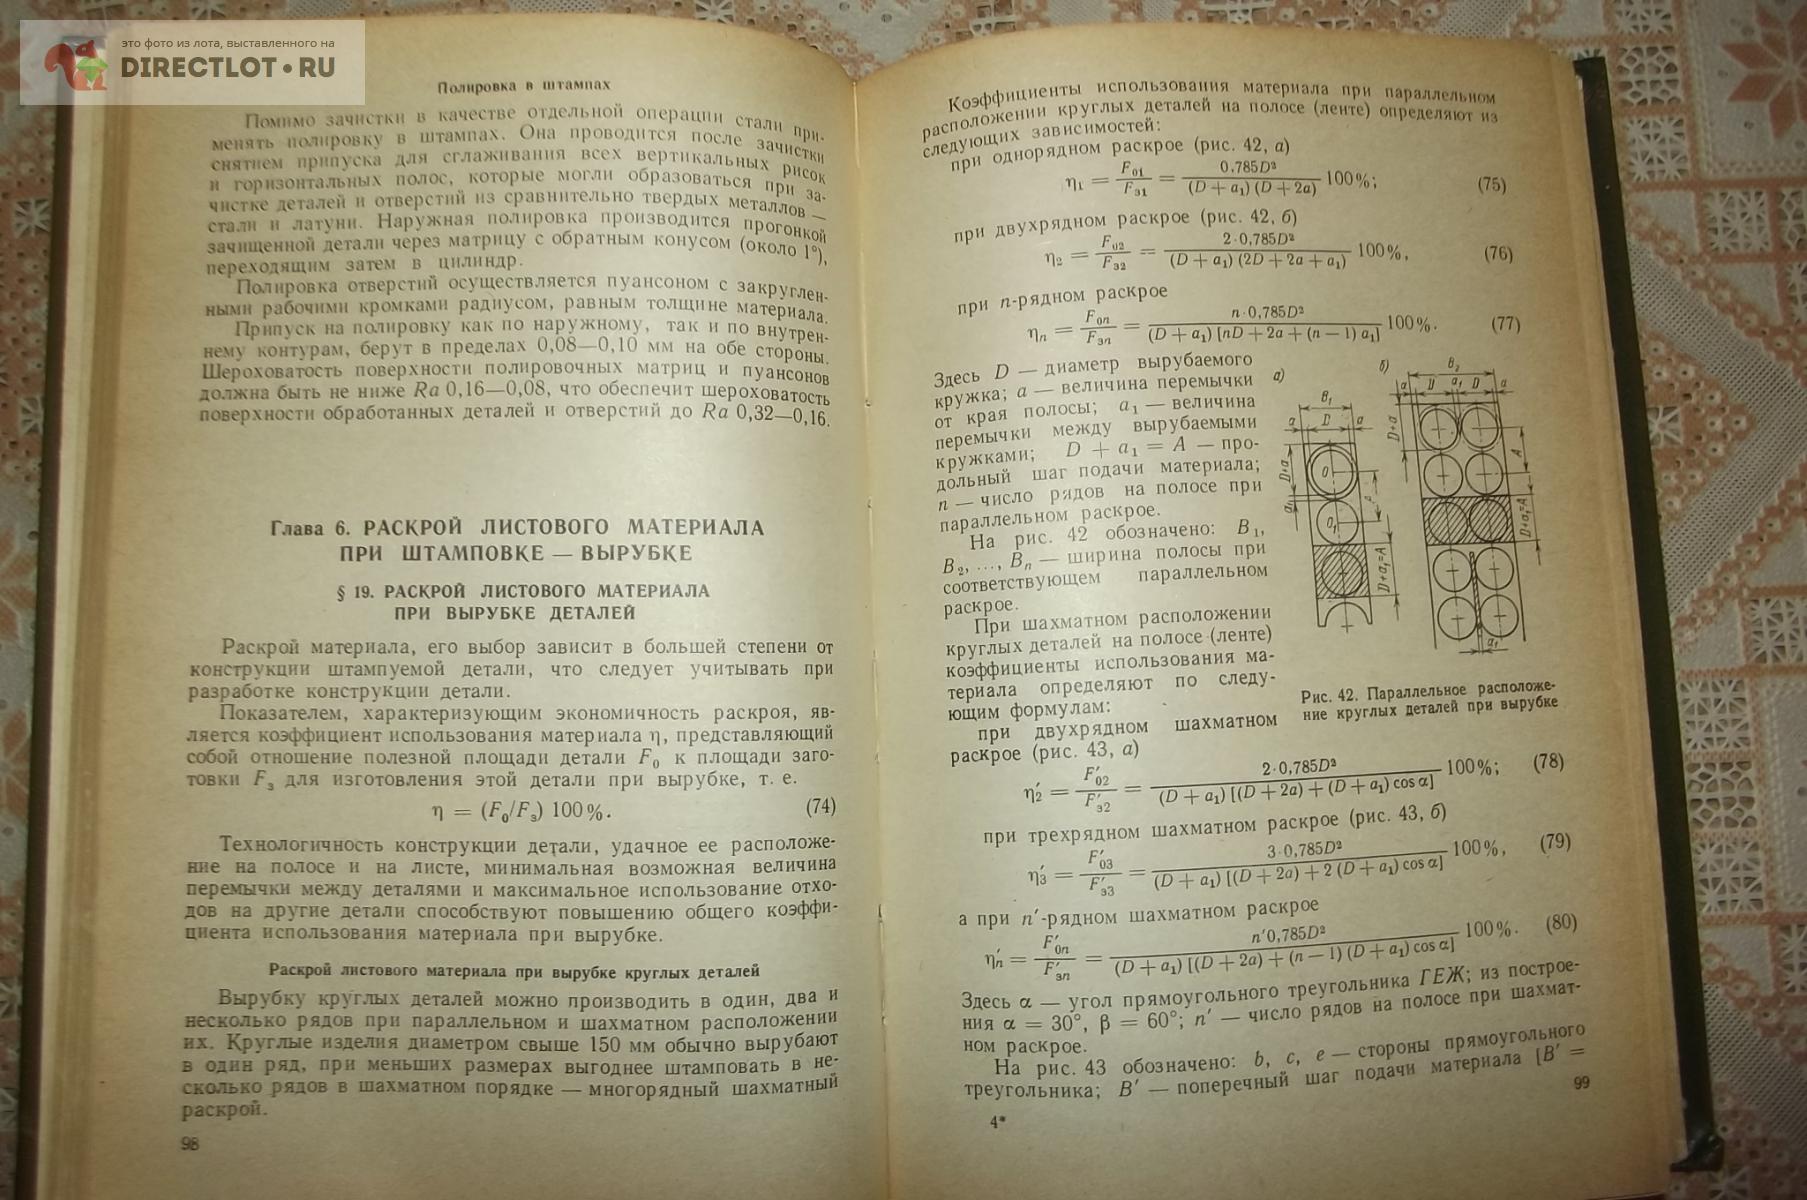 это фото из лота, выставленного на
DIRECTLOT•RU
Полировка в штампах
Помимо зачистки в качестве отдельной операции стали при-
менять полировку в штампах. Она проводится после зачистки
снятием припуска для сглаживания всех вертикальных рисок
и горизонтальных полос, которые могли образоваться при за-
чистке деталей и отверстий из сравнительно твердых металлов —
стали и латуни. Наружная полировка производится прогонкой
зачищенной детали через матрицу с обратным конусом (около 1°),
переходящим затем в цилиндр.
Полировка отверстий осуществляется пуансоном с закруглен-
ными рабочими кромками радиусом, равным толщине материала.
Припуск на полировку как по наружному, так и по внутрен-
нему контурам, берут в пределах 0,08—0,10 мм на обе стороны.
Шероховатость поверхности полировочных матриц и пуансонов
должна быть не ниже Ra 0,16—0,08, что обеспечит шероховатость
поверхности обработанных деталей и отверстий до Ra 0,32—0,16.
Глава 6. РАСКРОЙ ЛИСТОВОГО МАТЕРИАЛА
ПРИ ШТАМПОВКЕ — ВЫРУБКЕ
§ 19. РАСКРОЙ ЛИСТОВОГО МАТЕРИАЛА
ПРИ ВЫРУБКЕ ДЕТАЛЕЙ
Раскрой материала, его выбор зависит в большей степени от
конструкции штампуемой детали, что следует учитывать при
разработке конструкции детали.
Показателем, характеризующим экономичность раскроя, яв-
ляется коэффициент использования материала η, представляющий
собой отношение полезной площади детали F₀ к площади заго-
товки Fз для изготовления этой детали при вырубке, т. е.
η = (F₀/Fз) 100%. (74)
Технологичность конструкции детали, удачное ее расположе-
ние на полосе и на листе, минимальная возможная величина
перемычки между деталями и максимальное использование отхо-
дов на другие детали способствуют повышению общего коэффи-
циента использования материала при вырубке.
Раскрой листового материала при вырубке круглых деталей
Вырубку круглых деталей можно производить в один, два и
несколько рядов при параллельном и шахматном расположении
их. Круглые изделия диаметром свыше 150 мм обычно вырубают
в один ряд, при меньших размерах выгоднее штамповать в не-
сколько рядов в шахматном порядке — многорядный шахматный
раскрой.
98
Коэффициенты использования материала при параллельном
расположении круглых деталей на полосе (ленте) определяют из
следующих зависимостей:
при однорядном раскрое (рис. 42, а)
η₁ = F₀₁/Fз₁ = 0,785D²/((D + a₁) (D + 2a)) 100%; (75)
при двухрядном раскрое (рис. 42, б)
η₂ = F₀₂/Fз₂ = 2·0,785D²/((D + a₁) (2D + 2a + a₁)) 100%, (76)
при n-рядном раскрое
ηn = F₀n/Fзn = n·0,785D²/((D + a₁) [nD + 2a + (n — 1) a₁]) 100%. (77)
Здесь D — диаметр вырубаемого
кружка; a — величина перемычки
от края полосы; a₁ — величина
перемычки между вырубаемыми
кружками; D + a₁ = A — про-
дольный шаг подачи материала;
n — число рядов на полосе при
параллельном раскрое.
На рис. 42 обозначено: B₁,
B₂, ..., Bn — ширина полосы при
соответствующем параллельном
раскрое.
При шахматном расположении
круглых деталей на полосе (ленте)
коэффициенты использования ма-
териала определяют по следу-
ющим формулам:
при двухрядном шахматном
раскрое (рис. 43, а)
а)
B₁
a D a
D+a
a₁
O
O₁
A
D+a₁=A
б)
B₂
a D a₁ D a
D+a
A
D+a₁=A
a₁
Рис. 42. Параллельное расположе-
ние круглых деталей при вырубке
η′₂ = F′₀₂/F′з₂ = 2·0,785D²/((D + a₁) [(D + 2a) + (D + a₁) cos α]) 100%; (78)
при трехрядном шахматном раскрое (рис. 43, б)
η′₃ = F′₀₃/F′з₃ = 3·0,785D²/((D + a₁) [(D + 2a) + 2 (D + a₁) cos α]) 100%, (79)
а при n′-рядном шахматном раскрое
η′n = F′₀n/F′зn = n′0,785D²/((D + a₁) [(D + 2a) + (n — 1) (D + a₁) cos α]) 100%. (80)
Здесь α — угол прямоугольного треугольника ГЕЖ; из построе-
ния α = 30°, β = 60°; n′ — число рядов на полосе при шахмат-
ном раскрое.
На рис. 43 обозначено: b, c, e — стороны прямоугольного
треугольника; B′ — поперечный шаг подачи материала [B′ =
4*
99